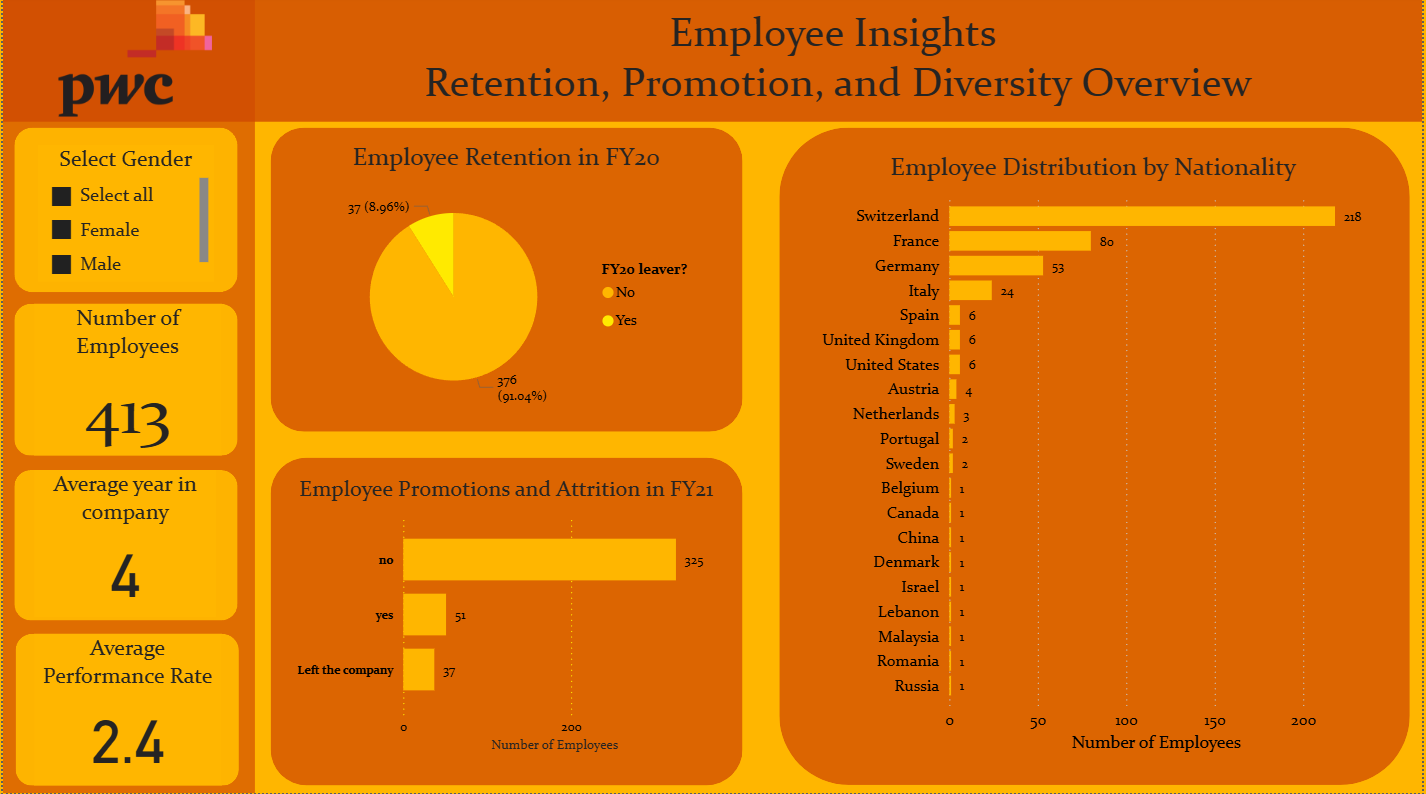 pwc
Employee Insights
Retention, Promotion, and Diversity Overview
Select Gender
Select all
Female
Male
Number of
Employees
413
Average year in
company
4
Average
Performance Rate
2.4
Employee Retention in FY20
37 (8.96%)
376
(91.04%)
FY20 leaver?
No
Yes
Employee Promotions and Attrition in FY21
no 325
yes 51
Left the company 37
0 200
Number of Employees
Employee Distribution by Nationality
Switzerland 218
France 80
Germany 53
Italy 24
Spain 6
United Kingdom 6
United States 6
Austria 4
Netherlands 3
Portugal 2
Sweden 2
Belgium 1
Canada 1
China 1
Denmark 1
Israel 1
Lebanon 1
Malaysia 1
Romania 1
Russia 1
0 50 100 150 200
Number of Employees